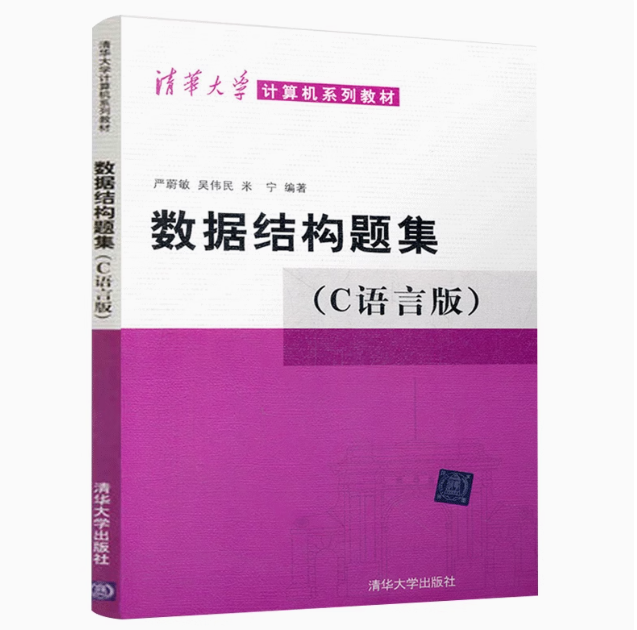 清华大学计算机系列教材
数据结构题集(C语言版)
清华大学出版社
清华大学 计算机系列教材
严蔚敏 吴伟民 米 宁 编著
数据结构题集
(C语言版)
清华大学出版社